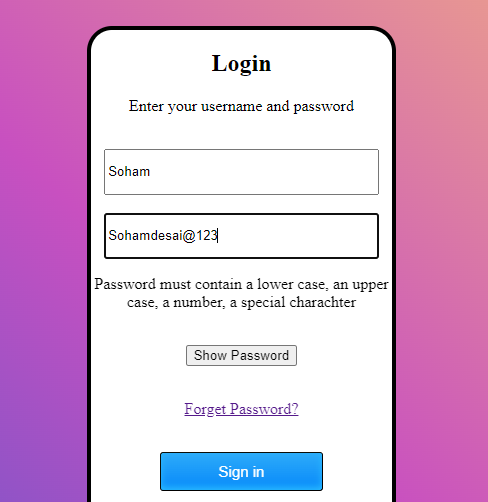 Login
Enter your username and password
Soham
Sohamdesai@123
Password must contain a lower case, an upper
case, a number, a special charachter
Show Password
Forget Password?
Sign in